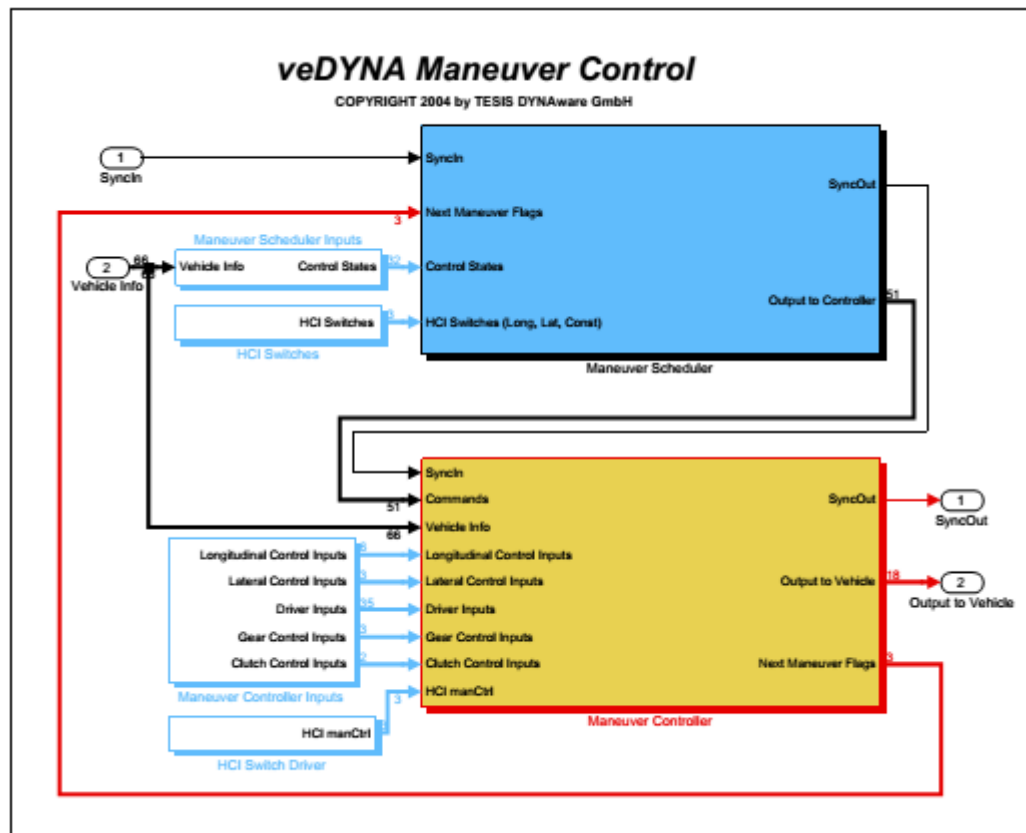 veDYNA Maneuver Control
COPYRIGHT 2004 by TESIS DYNAware GmbH
1
SyncIn
SyncIn
SyncOut
3
Next Maneuver Flags
Maneuver Scheduler Inputs
66
2
Vehicle Info
Vehicle Info
Control States
32
Control States
Output to Controller
51
HCI Switches
HCI Switches (Long, Lat, Const)
HCI Switches
Maneuver Scheduler
SyncIn
51
Commands
SyncOut
1
SyncOut
66
Vehicle Info
Longitudinal Control Inputs
6
Longitudinal Control Inputs
Lateral Control Inputs
3
Lateral Control Inputs
Output to Vehicle
18
2
Output to Vehicle
Driver Inputs
35
Driver Inputs
Gear Control Inputs
3
Gear Control Inputs
Clutch Control Inputs
2
Clutch Control Inputs
Next Maneuver Flags
3
Maneuver Controller Inputs
3
HCI manCtrl
Maneuver Controller
HCI manCtrl
HCI Switch Driver